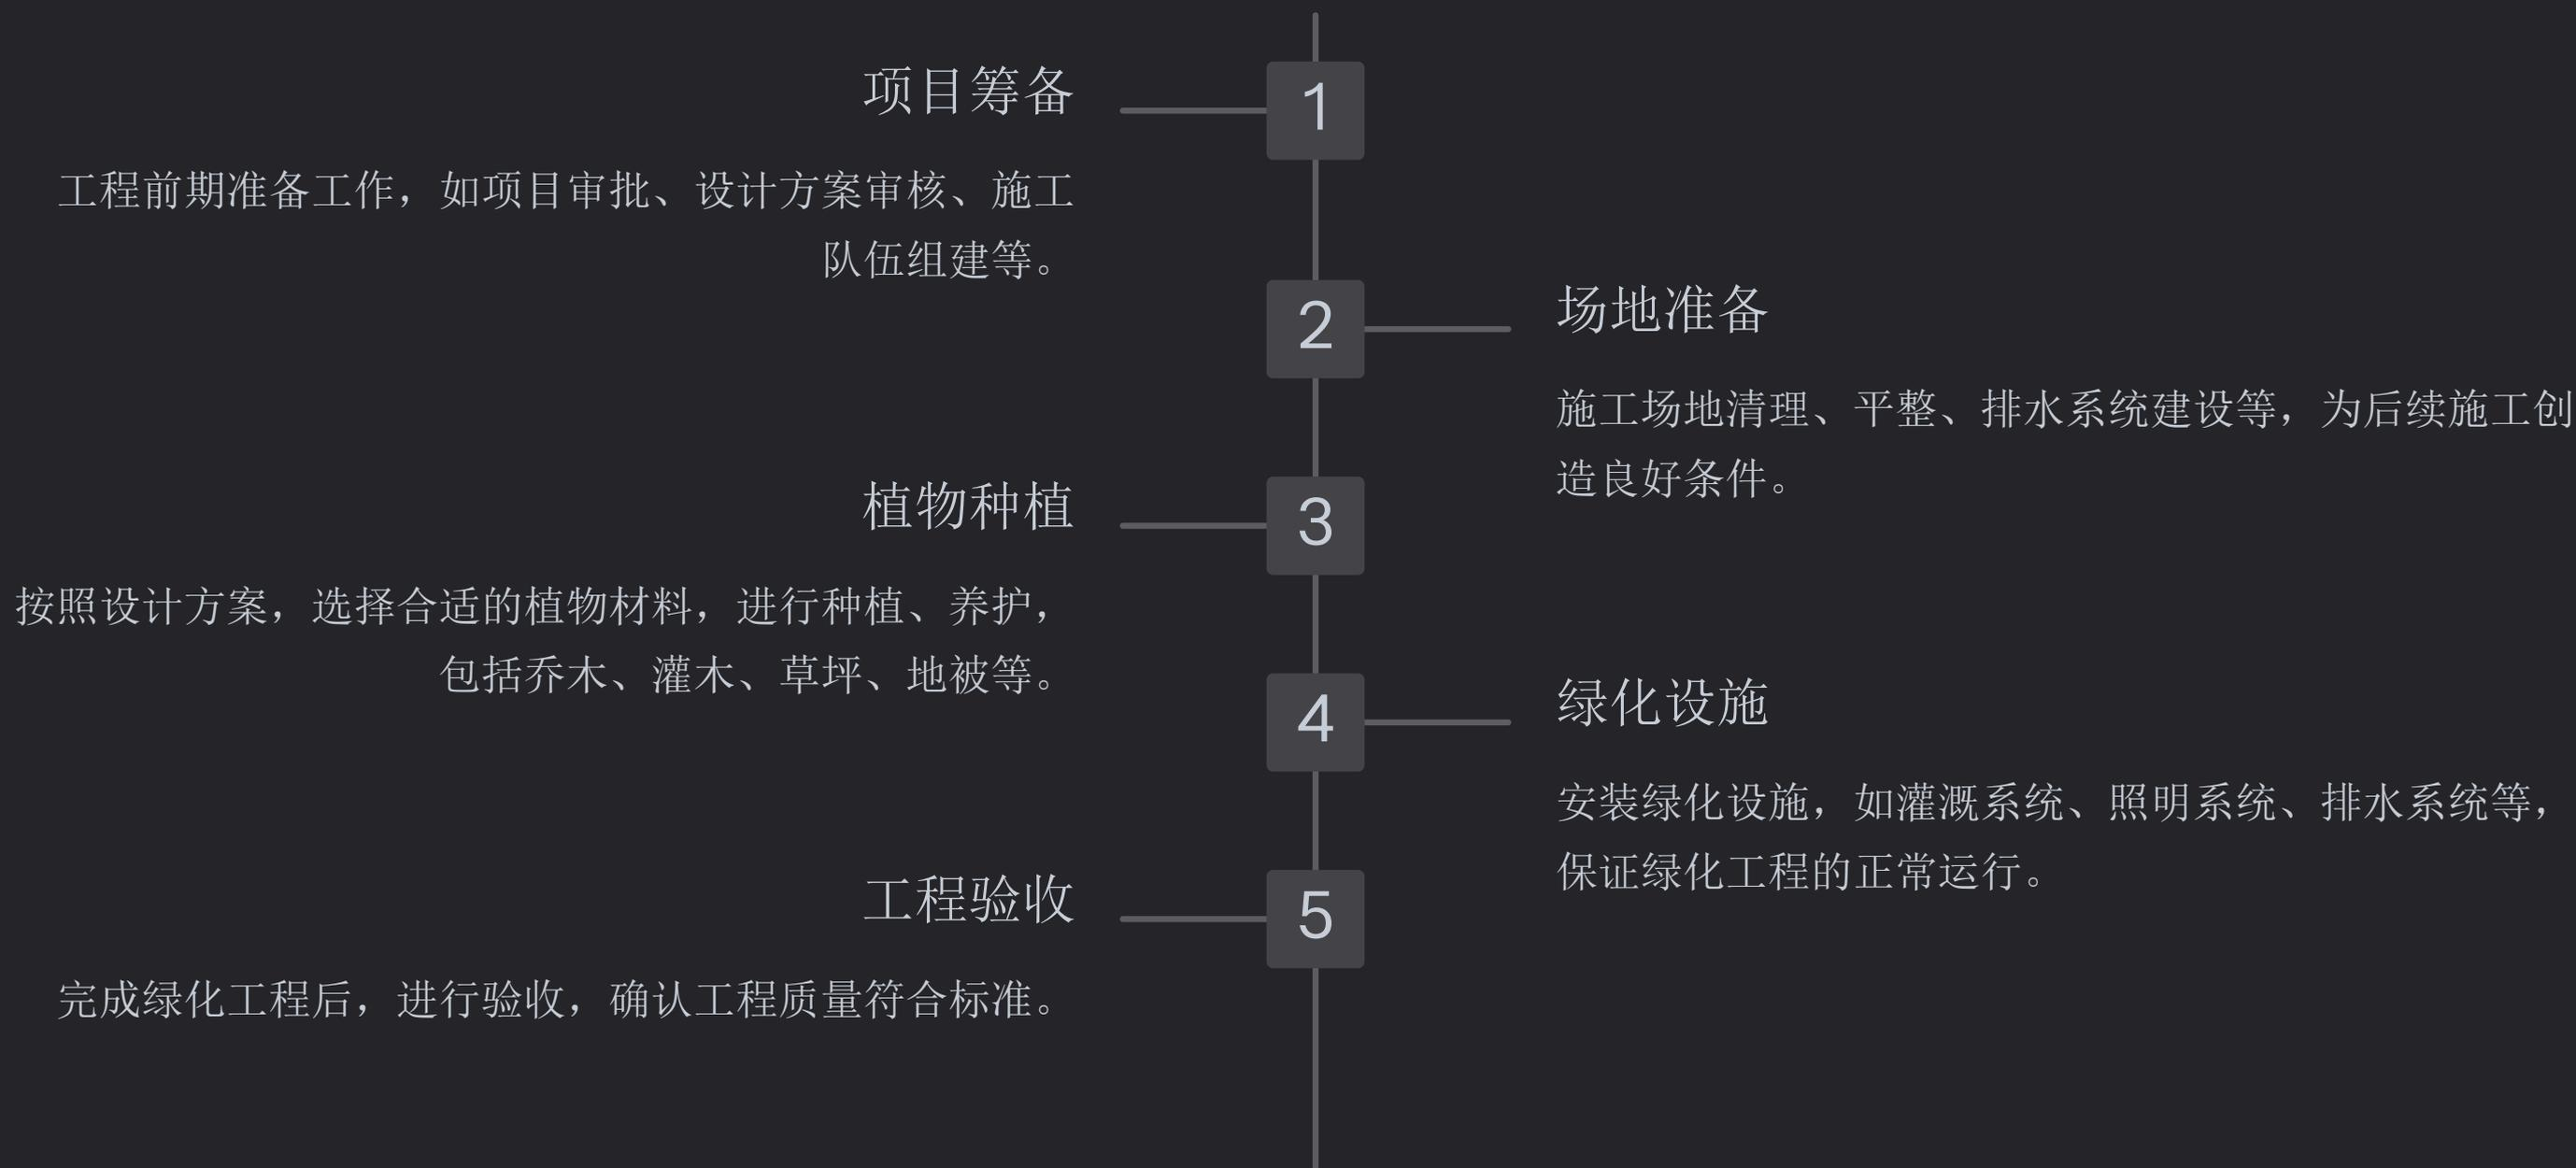 1
项目筹备
工程前期准备工作，如项目审批、设计方案审核、施工
队伍组建等。
2
场地准备
施工场地清理、平整、排水系统建设等，为后续施工创
造良好条件。
3
植物种植
按照设计方案，选择合适的植物材料，进行种植、养护，
包括乔木、灌木、草坪、地被等。
4
绿化设施
安装绿化设施，如灌溉系统、照明系统、排水系统等，
保证绿化工程的正常运行。
5
工程验收
完成绿化工程后，进行验收，确认工程质量符合标准。